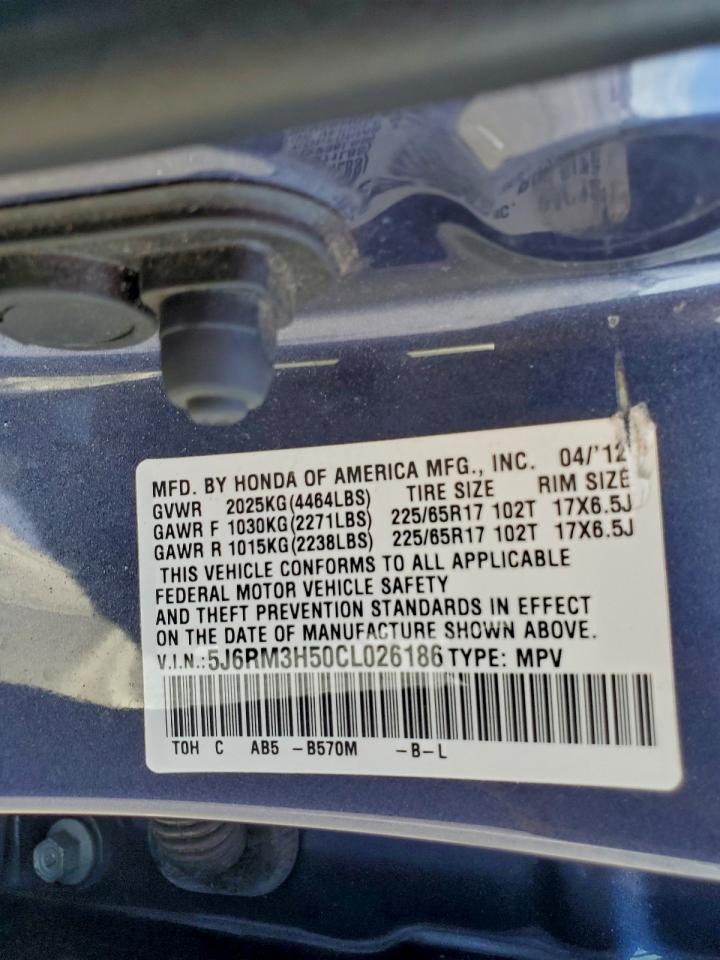 MFD. BY HONDA OF AMERICA MFG., INC. 04/'12
GVWR 2025KG(4464LBS) TIRE SIZE RIM SIZE
GAWR F 1030KG(2271LBS) 225/65R17 102T 17X6.5J
GAWR R 1015KG(2238LBS) 225/65R17 102T 17X6.5J
THIS VEHICLE CONFORMS TO ALL APPLICABLE
FEDERAL MOTOR VEHICLE SAFETY
AND THEFT PREVENTION STANDARDS IN EFFECT
ON THE DATE OF MANUFACTURE SHOWN ABOVE.
V.I.N.:5J6RM3H50CL026186 TYPE: MPV
TOH C AB5 -B570M -B-L